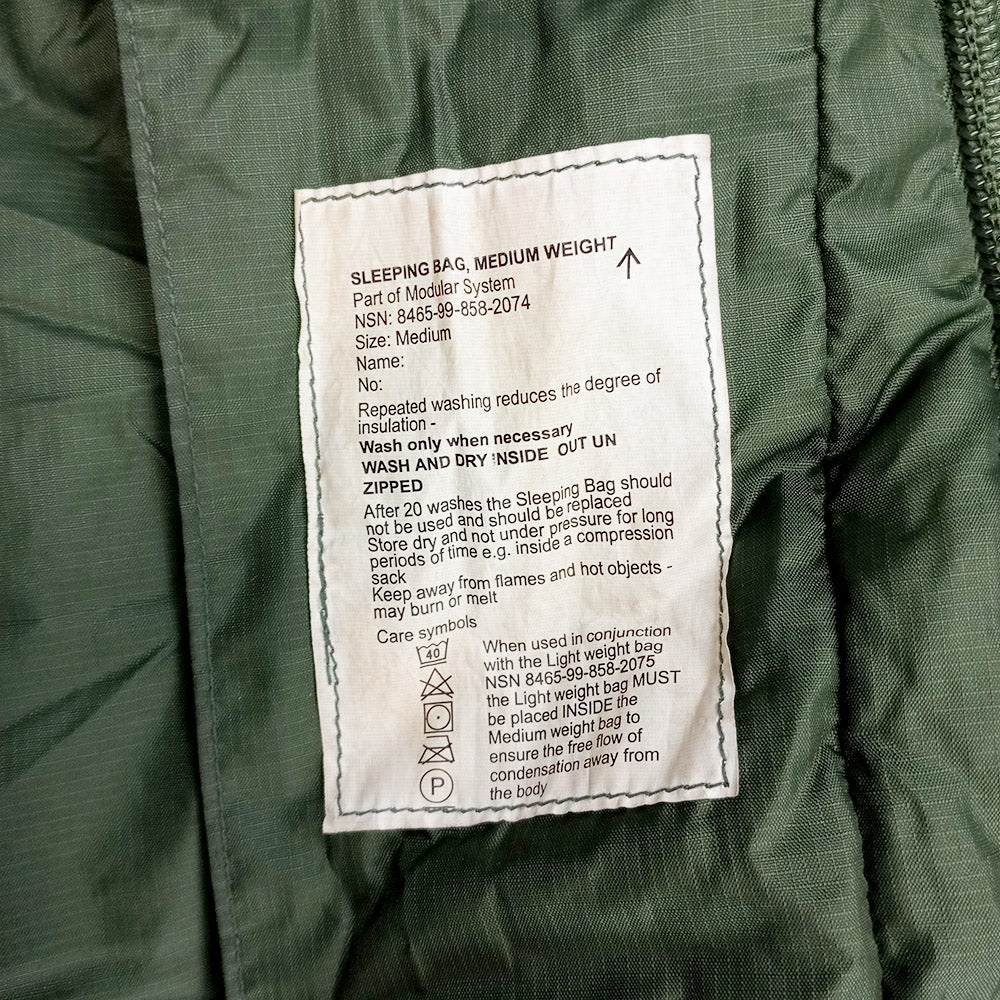 SLEEPING BAG, MEDIUM WEIGHT
Part of Modular System
NSN: 8465-99-858-2074
Size: Medium
Name:
No:
Repeated washing reduces the degree of
insulation -
Wash only when necessary
WASH AND DRY INSIDE OUT UN
ZIPPED
After 20 washes the Sleeping Bag should
not be used and should be replaced
Store dry and not under pressure for long
periods of time e.g. inside a compression
sack
Keep away from flames and hot objects -
may burn or melt
Care symbols
40
P
When used in conjunction
with the Light weight bag
NSN 8465-99-858-2075
the Light weight bag MUST
be placed INSIDE the
Medium weight bag to
ensure the free flow of
condensation away from
the body